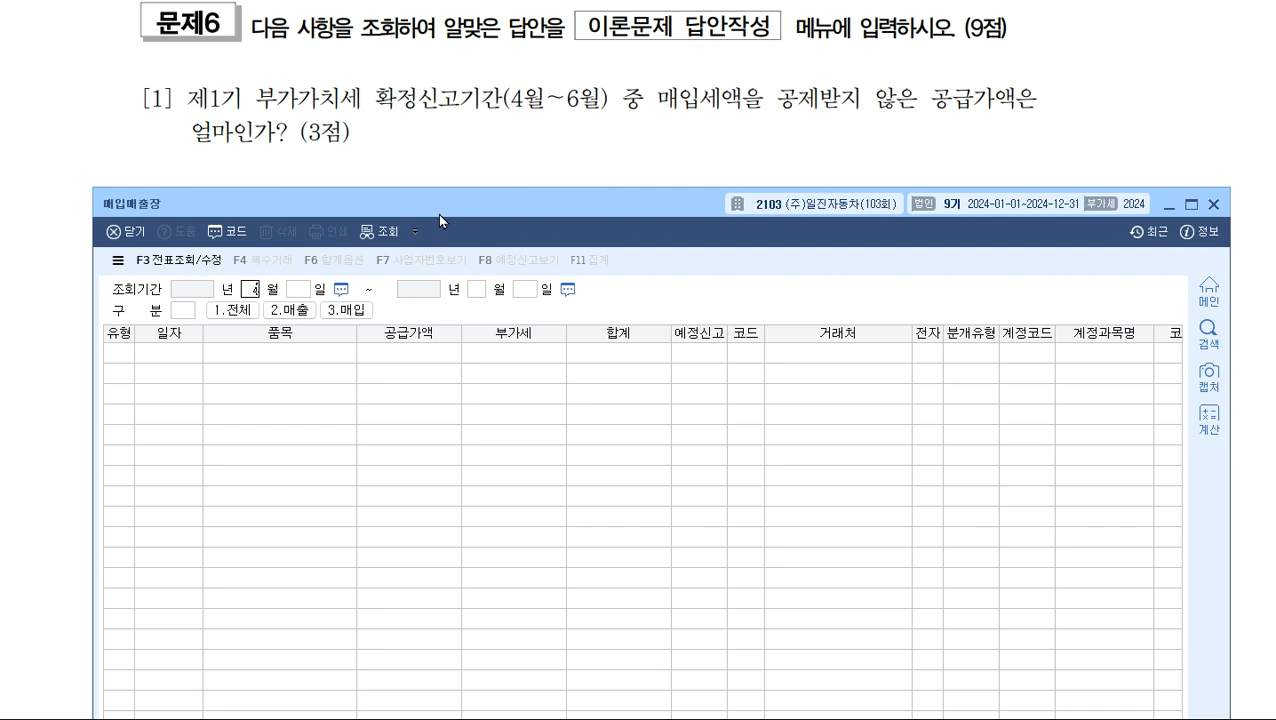 문제6 다음 사항을 조회하여 알맞은 답안을 이론문제 답안작성 메뉴에 입력하시오. (9점)
[1] 제1기 부가가치세 확정신고기간(4월~6월) 중 매입세액을 공제받지 않은 공급가액은
얼마인가? (3점)
매입매출장 2103 (주)일진자동차(103회) 법인 9기 2024-01-01~2024-12-31 부가세 2024
닫기 도움 코드 삭제 인쇄 조회 최근 정보
F3 전표조회/수정 F4 복수거래 F6 합계옵션 F7 사업자번호보기 F8 예정신고보기 F11 집계
조회기간 년 4 월 일 ~ 년 월 일
구 분 1.전체 2.매출 3.매입
유형 일자 품목 공급가액 부가세 합계 예정신고 코드 거래처 전자 분개유형 계정코드 계정과목명 코
메인
검색
캡처
계산